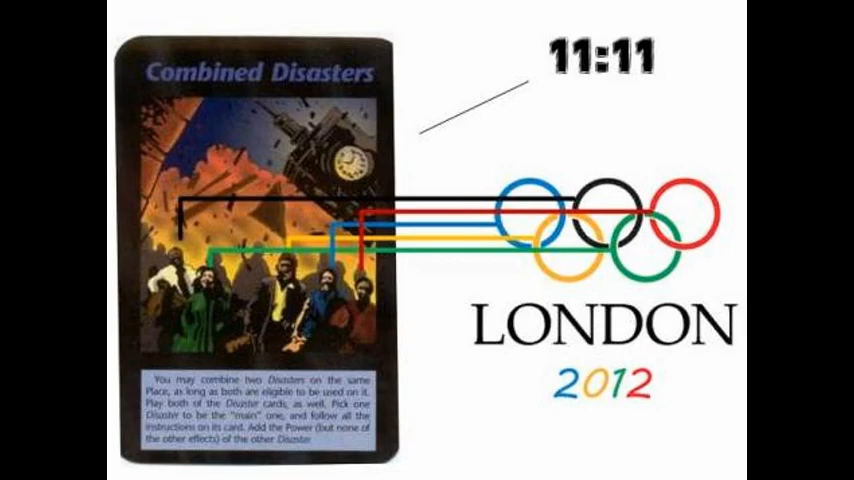 Combined Disasters
11:11
You may combine two Disasters on the same
Place, as long as both are eligible to be used on it.
Play both of the Disaster cards, as well. Pick one
Disaster to be the "main" one, and follow all the
instructions on its card. Add the Power (but none of
the other effects) of the other Disaster
LONDON
2012